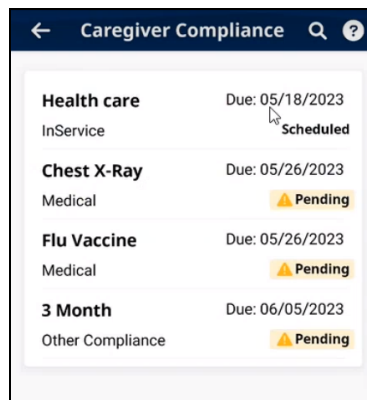 Caregiver Compliance ?
Health care Due: 05/18/2023
InService Scheduled
Chest X-Ray Due: 05/26/2023
Medical Pending
Flu Vaccine Due: 05/26/2023
Medical Pending
3 Month Due: 06/05/2023
Other Compliance Pending